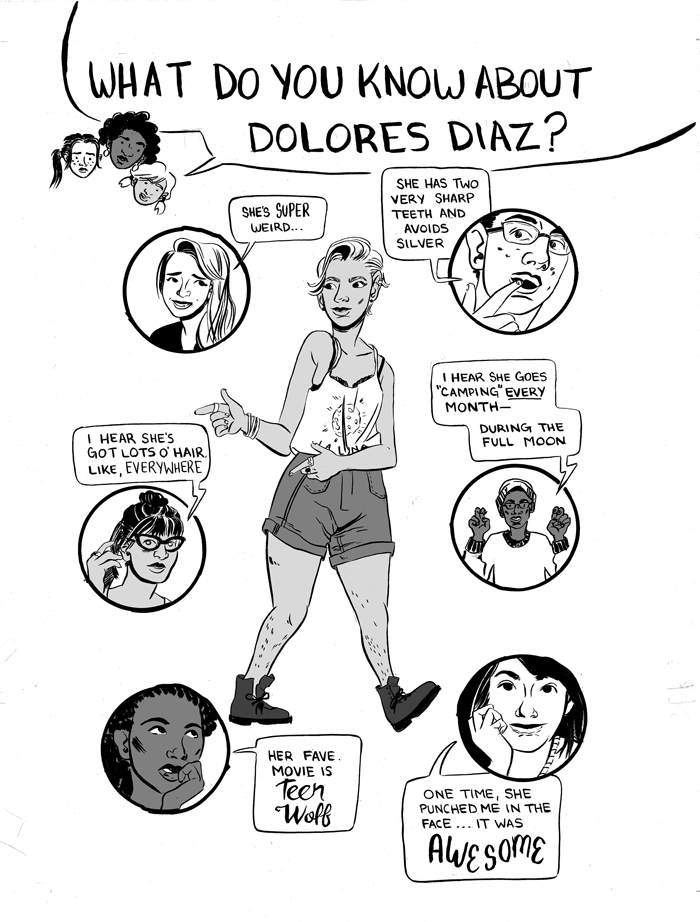 WHAT DO YOU KNOW ABOUT
DOLORES DIAZ?
SHE'S SUPER
WEIRD...
SHE HAS TWO
VERY SHARP
TEETH AND
AVOIDS
SILVER
I HEAR SHE GOES
"CAMPING" EVERY
MONTH—
DURING THE
FULL MOON
I HEAR SHE'S
GOT LOTS O' HAIR.
LIKE, EVERYWHERE
LA LUNA
HER FAVE.
MOVIE IS
Teen
Wolf
ONE TIME, SHE
PUNCHED ME IN THE
FACE... IT WAS
AWESOME